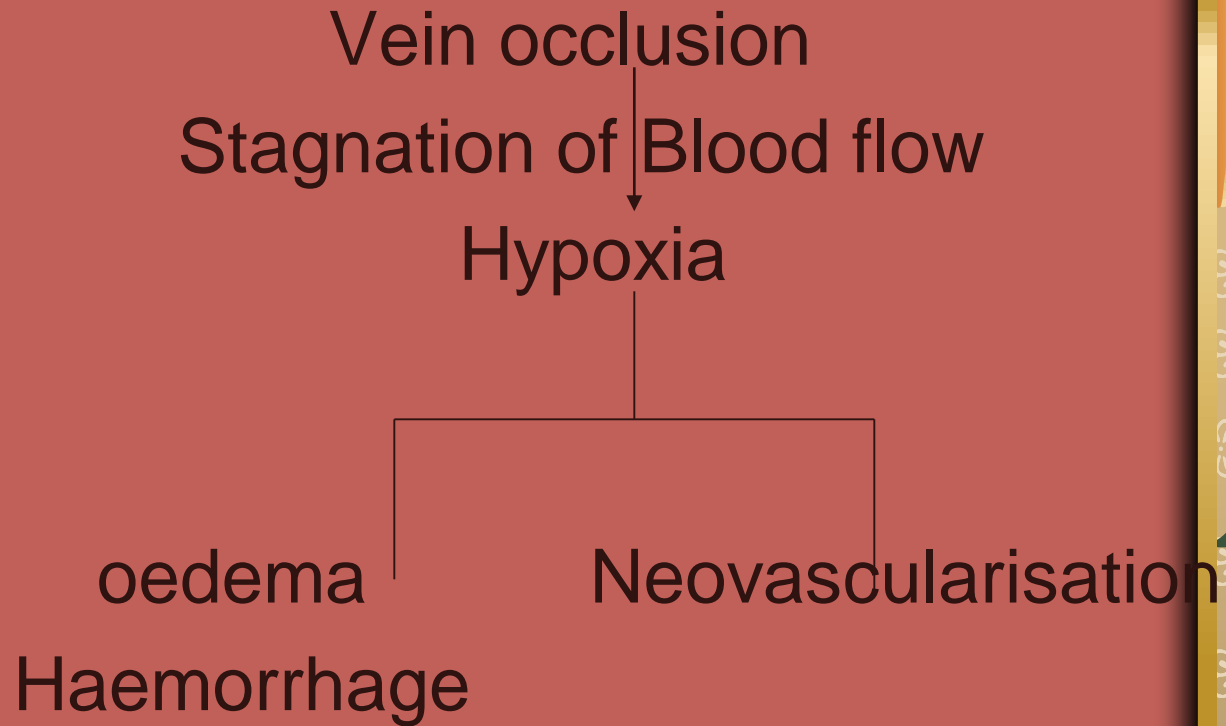 Vein occlusion
Stagnation of Blood flow
Hypoxia
oedema Neovascularisation
Haemorrhage